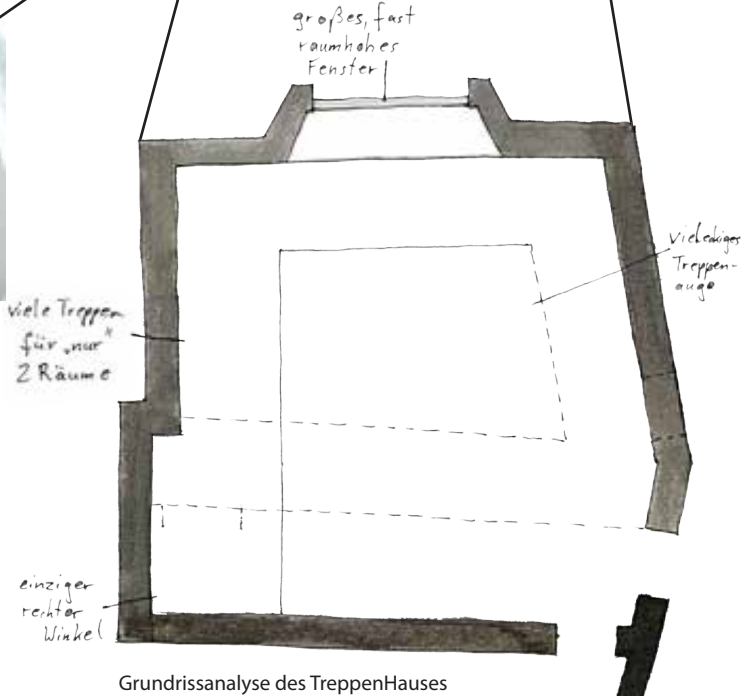 großes, fast
raumhohes
Fenster
vieleckiges
Treppen-
auge
viele Treppen
für „nur“
2 Räume
einziger
rechter
Winkel
Grundrissanalyse des TreppenHauses